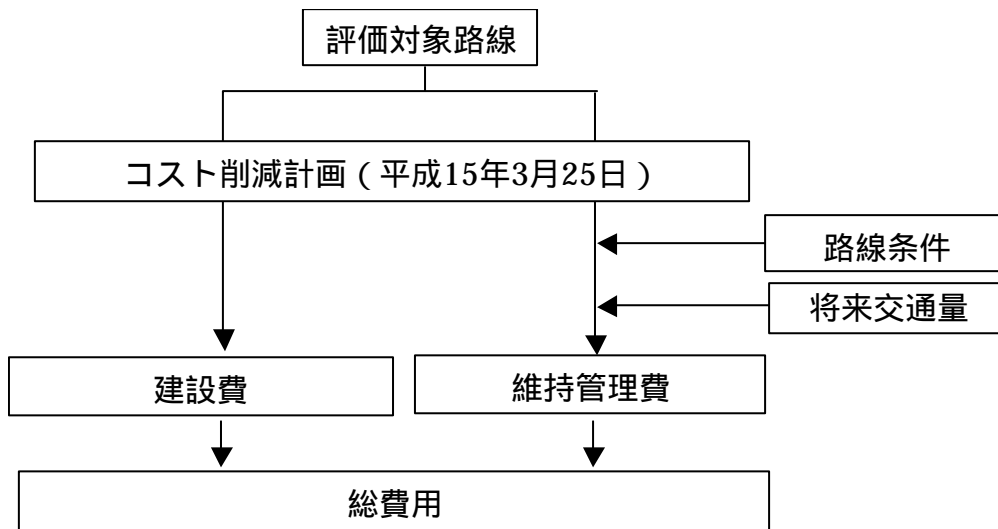 評価対象路線
コスト削減計画（平成15年3月25日）
路線条件
将来交通量
建設費
維持管理費
総費用